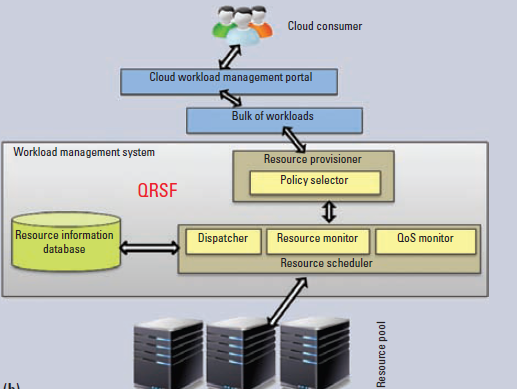 Cloud consumer
Cloud workload management portal
Bulk of workloads
Workload management system
Resource provisioner
Policy selector
QRSF
Resource information
database
Dispatcher
Resource monitor
QoS monitor
Resource scheduler
Resource pool